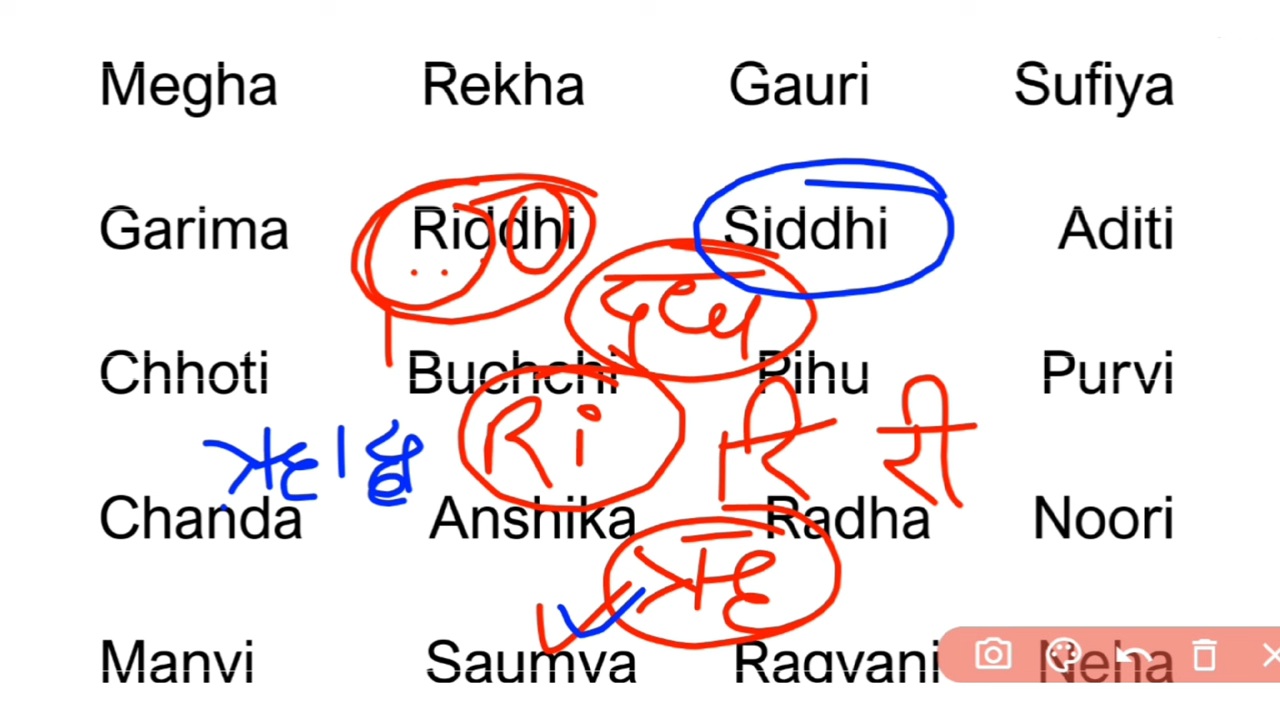 Megha Rekha Gauri Sufiya
Garima Riddhi Siddhi Aditi
Chhoti Buchchi Pihu Purvi
Ri रि री
Chanda Anshika Radha Noori
ऋ
Manvi Saumya Ragvani Neha